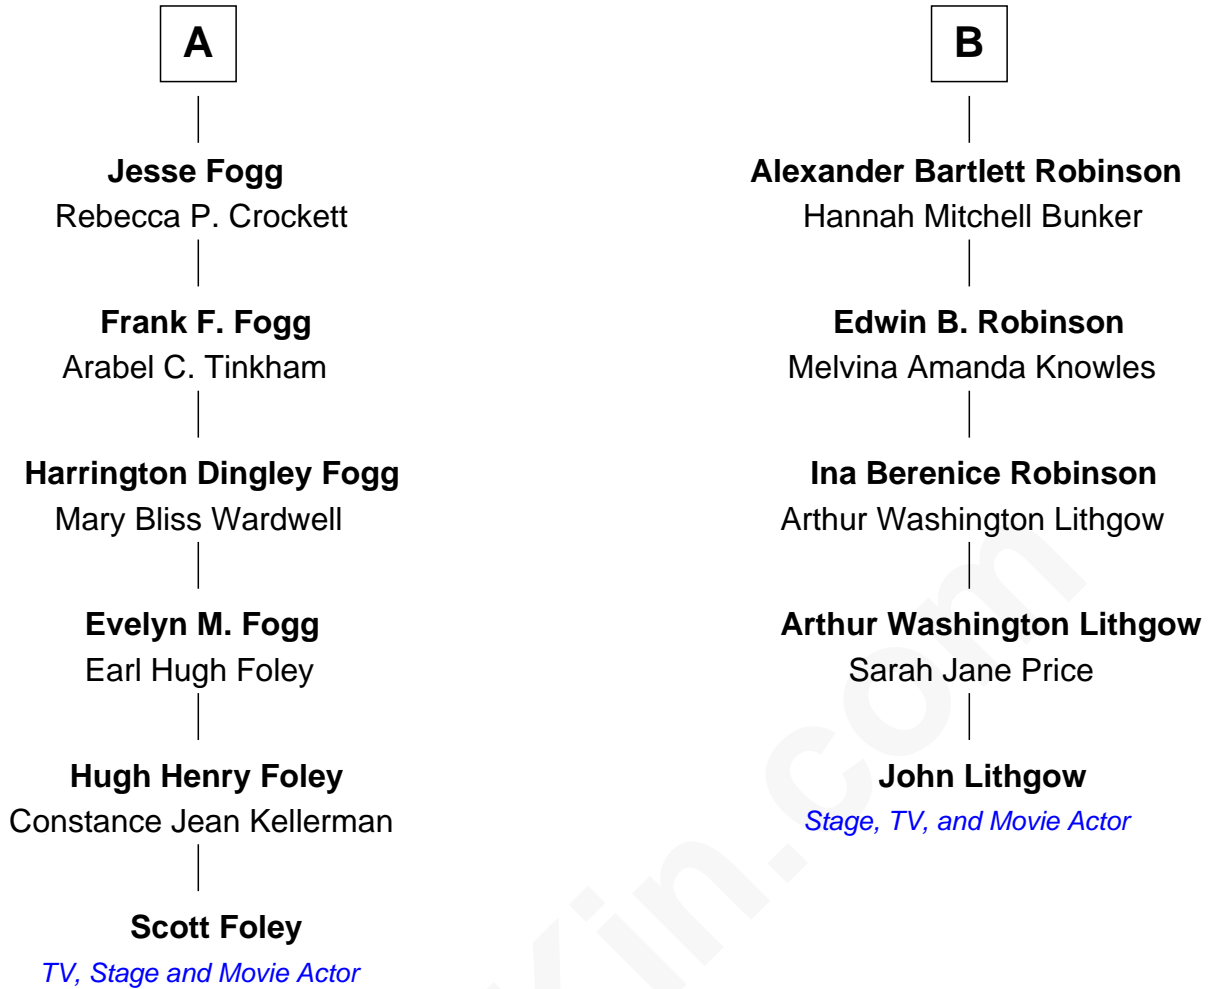 A
Jesse Fogg
Rebecca P. Crockett
Frank F. Fogg
Arabel C. Tinkham
Harrington Dingley Fogg
Mary Bliss Wardwell
Evelyn M. Fogg
Earl Hugh Foley
Hugh Henry Foley
Constance Jean Kellerman
Scott Foley
TV, Stage and Movie Actor
B
Alexander Bartlett Robinson
Hannah Mitchell Bunker
Edwin B. Robinson
Melvina Amanda Knowles
Ina Berenice Robinson
Arthur Washington Lithgow
Arthur Washington Lithgow
Sarah Jane Price
John Lithgow
Stage, TV, and Movie Actor
Kin.com